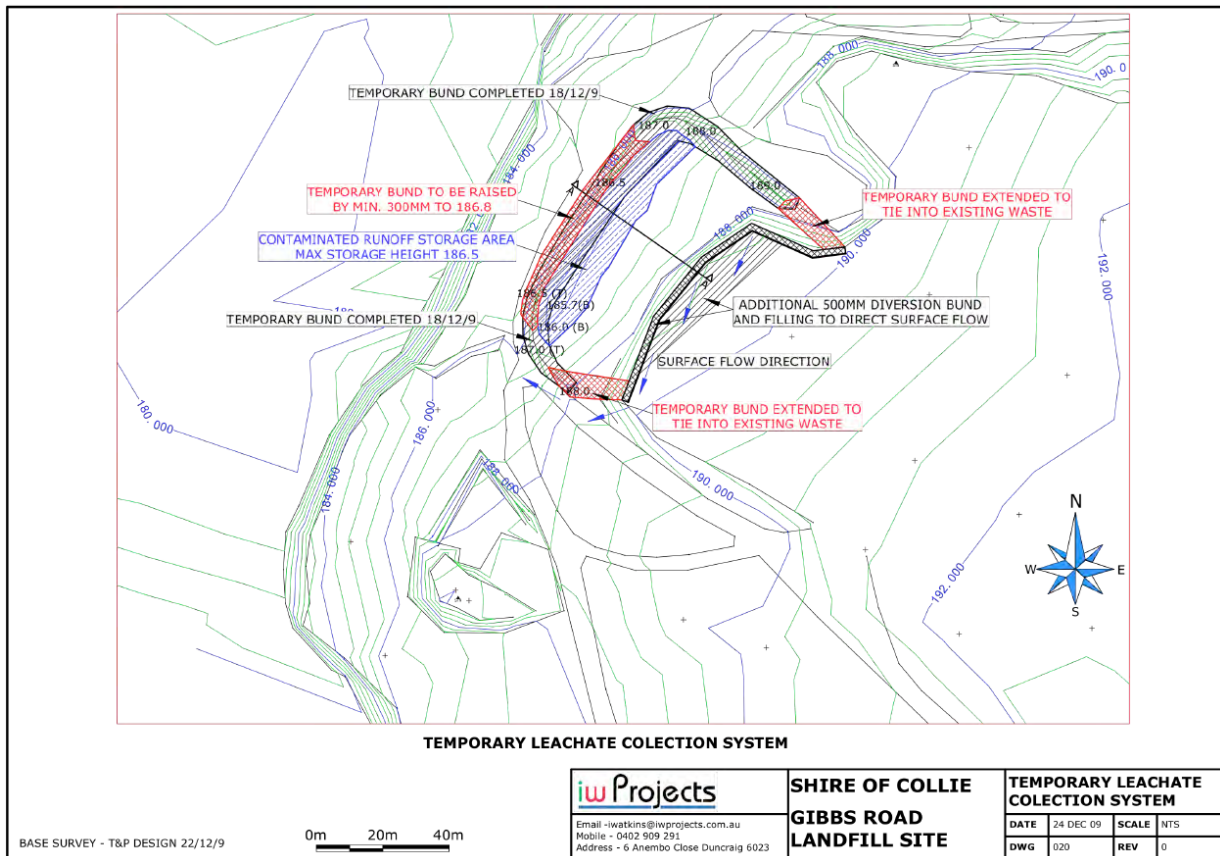 188.000
190.0
TEMPORARY BUND COMPLETED 18/12/9
187.0
188.0
184.000
186.5
189.0
TEMPORARY BUND TO BE RAISED
BY MIN. 300MM TO 186.8
TEMPORARY BUND EXTENDED TO
TIE INTO EXISTING WASTE
188.000
190.000
192.000
CONTAMINATED RUNOFF STORAGE AREA
MAX STORAGE HEIGHT 186.5
186.5 (T)
185.7(B)
ADDITIONAL 500MM DIVERSION BUND
AND FILLING TO DIRECT SURFACE FLOW
TEMPORARY BUND COMPLETED 18/12/9
186.0 (B)
187.0 (T)
SURFACE FLOW DIRECTION
188.0
TEMPORARY BUND EXTENDED TO
TIE INTO EXISTING WASTE
180.000
186.000
184.000
188.000
190.000
192.000
N
W
E
S
TEMPORARY LEACHATE COLECTION SYSTEM
iw Projects
Email -iwatkins@iwprojects.com.au
Mobile - 0402 909 291
Address - 6 Anembo Close Duncraig 6023
SHIRE OF COLLIE
GIBBS ROAD
LANDFILL SITE
TEMPORARY LEACHATE
COLECTION SYSTEM
DATE 24 DEC 09 SCALE NTS
DWG 020 REV 0
BASE SURVEY - T&P DESIGN 22/12/9
0m 20m 40m